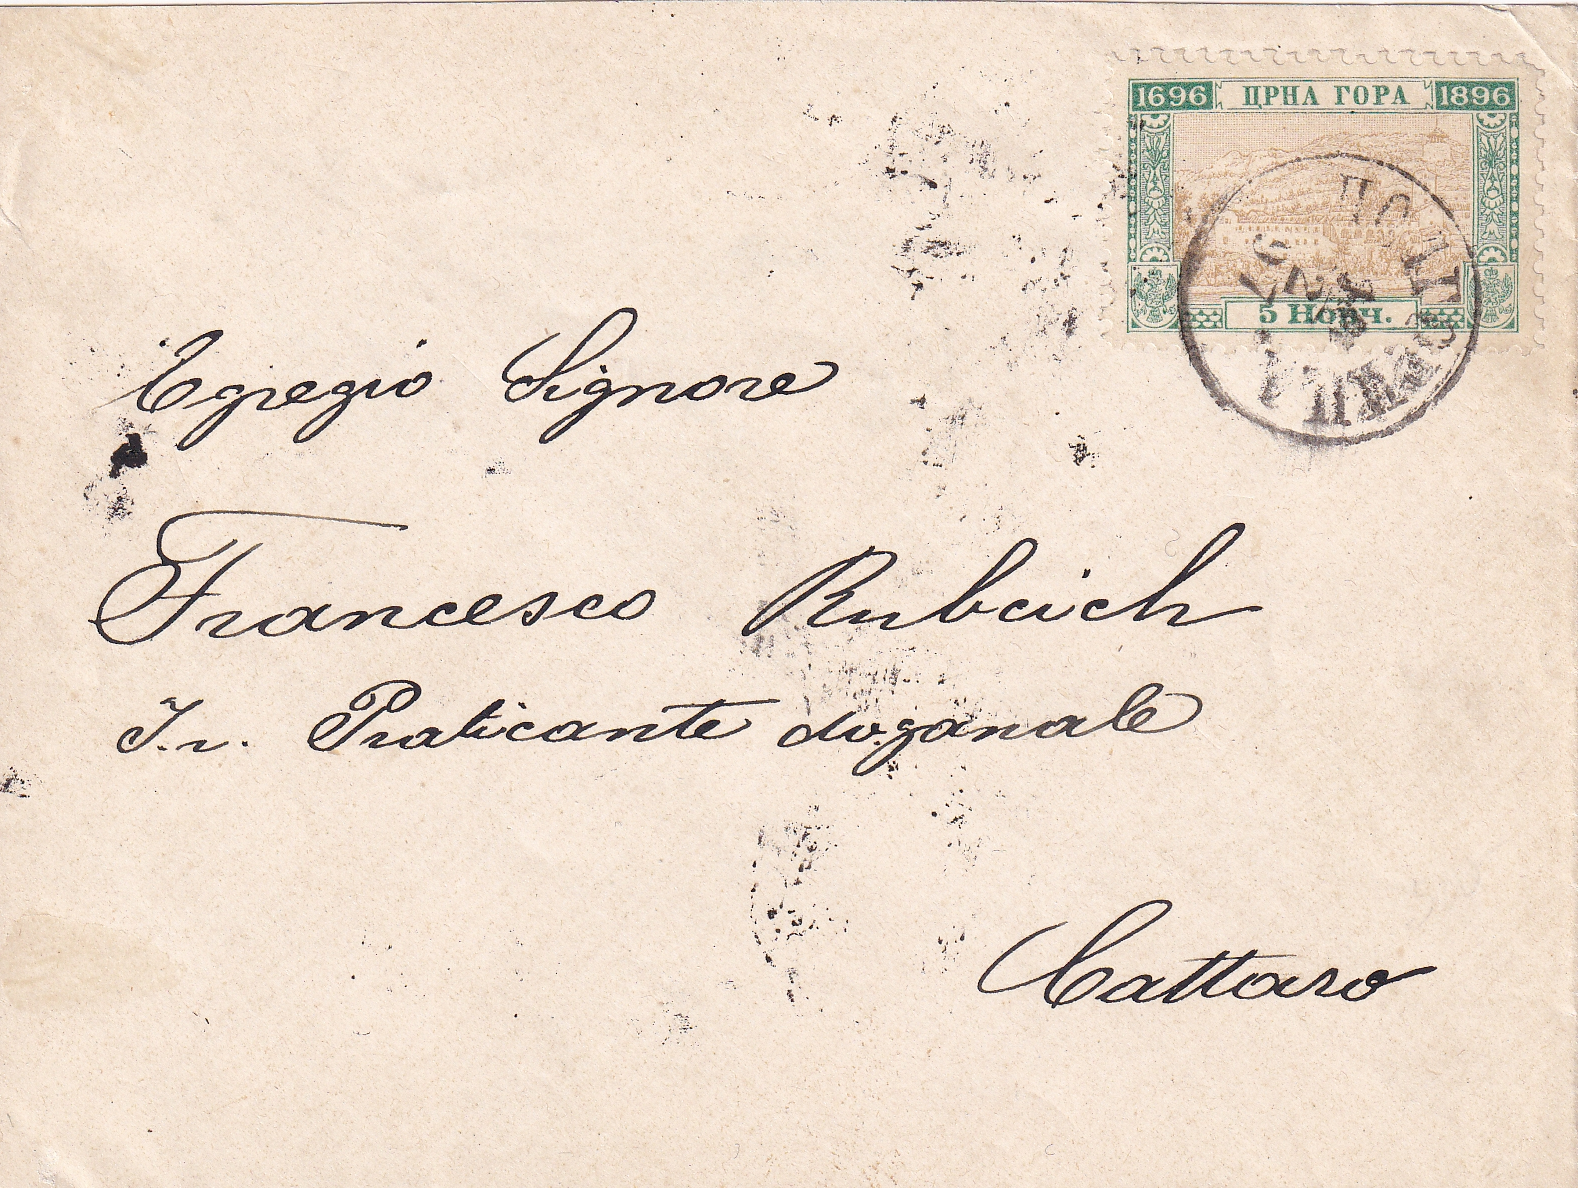 1696 ЦРНА ГОРА 1896
5 Новч.
Egregio Signore
Francesco Rubcich
I. r. Praticante doganale
Cattaro